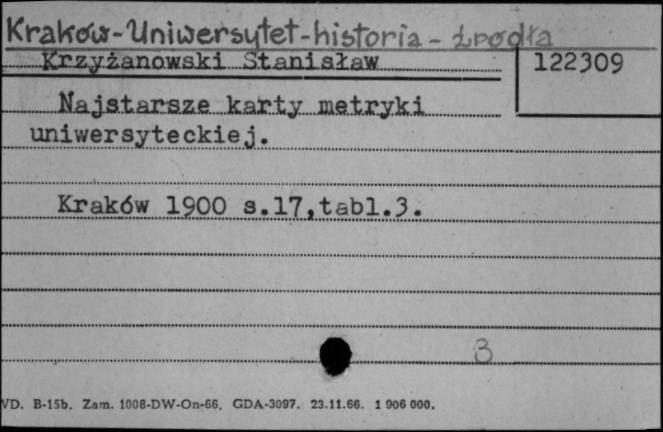 Kraków-Uniwersytet-historia - źrodła
Krzyżanowski Stanisław
122309
Najstarsze karty metryki
uniwersyteckiej.
Kraków 1900 s.17,tabl.3.
3
VD. B-15b. Zam. 1008-DW-On-66. GDA-3097. 23.11.66. 1 906 000.